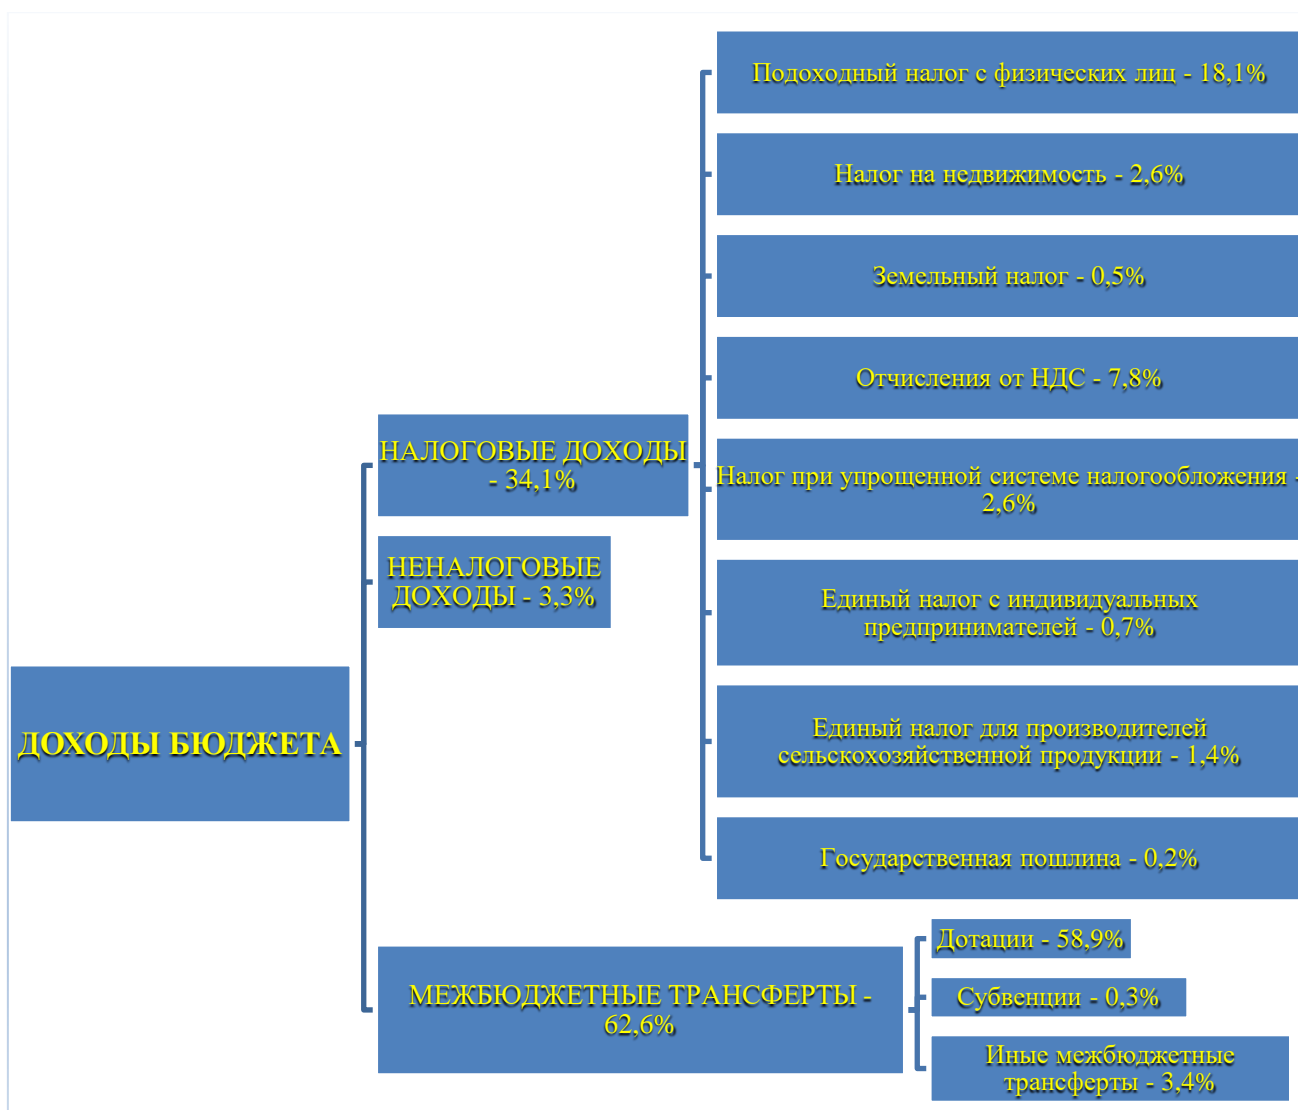 ДОХОДЫ БЮДЖЕТА
НАЛОГОВЫЕ ДОХОДЫ
- 34,1%
Подоходный налог с физических лиц - 18,1%
Налог на недвижимость - 2,6%
Земельный налог - 0,5%
Отчисления от НДС - 7,8%
Налог при упрощенной системе налогообложения -
2,6%
Единый налог с индивидуальных
предпринимателей - 0,7%
Единый налог для производителей
сельскохозяйственной продукции - 1,4%
Государственная пошлина - 0,2%
НЕНАЛОГОВЫЕ
ДОХОДЫ - 3,3%
МЕЖБЮДЖЕТНЫЕ ТРАНСФЕРТЫ -
62,6%
Дотации - 58,9%
Субвенции - 0,3%
Иные межбюджетные
трансферты - 3,4%